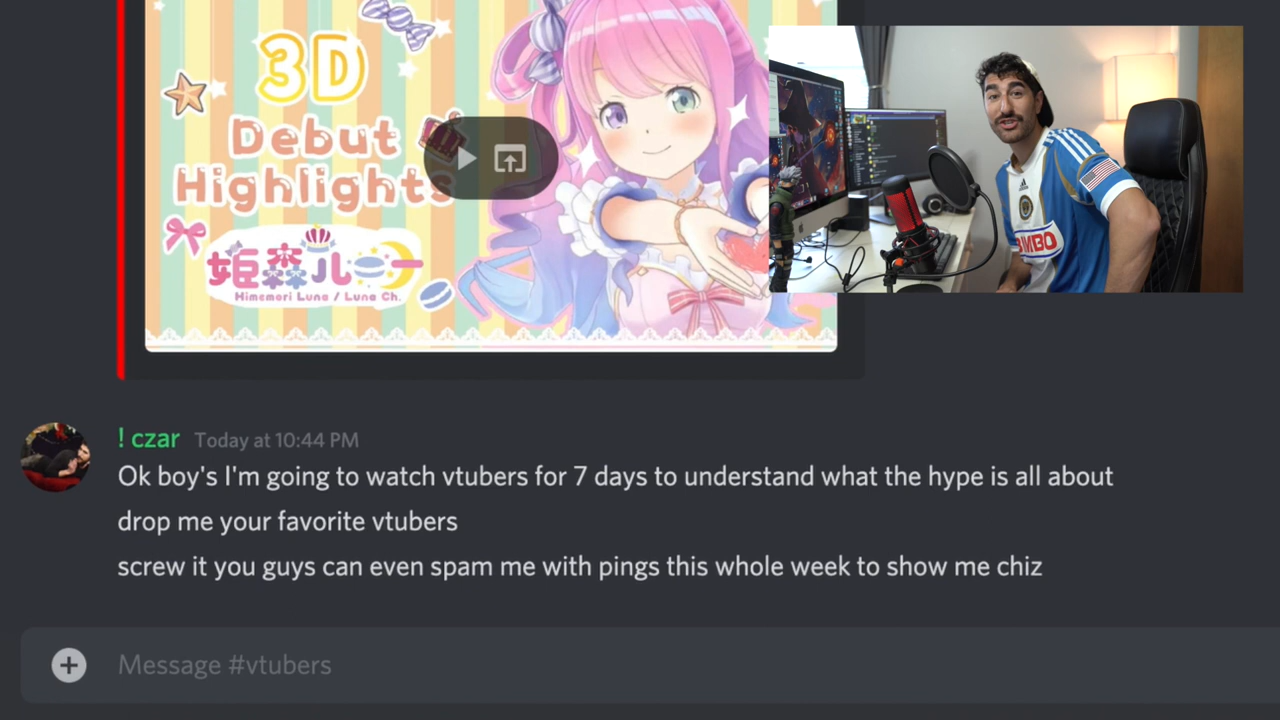 3D
Debut
Highlights
姫森ルーナ
Himemori Luna / Luna Ch.
BIMBO
! czar Today at 10:44 PM
Ok boy's I'm going to watch vtubers for 7 days to understand what the hype is all about
drop me your favorite vtubers
screw it you guys can even spam me with pings this whole week to show me chiz
Message #vtubers